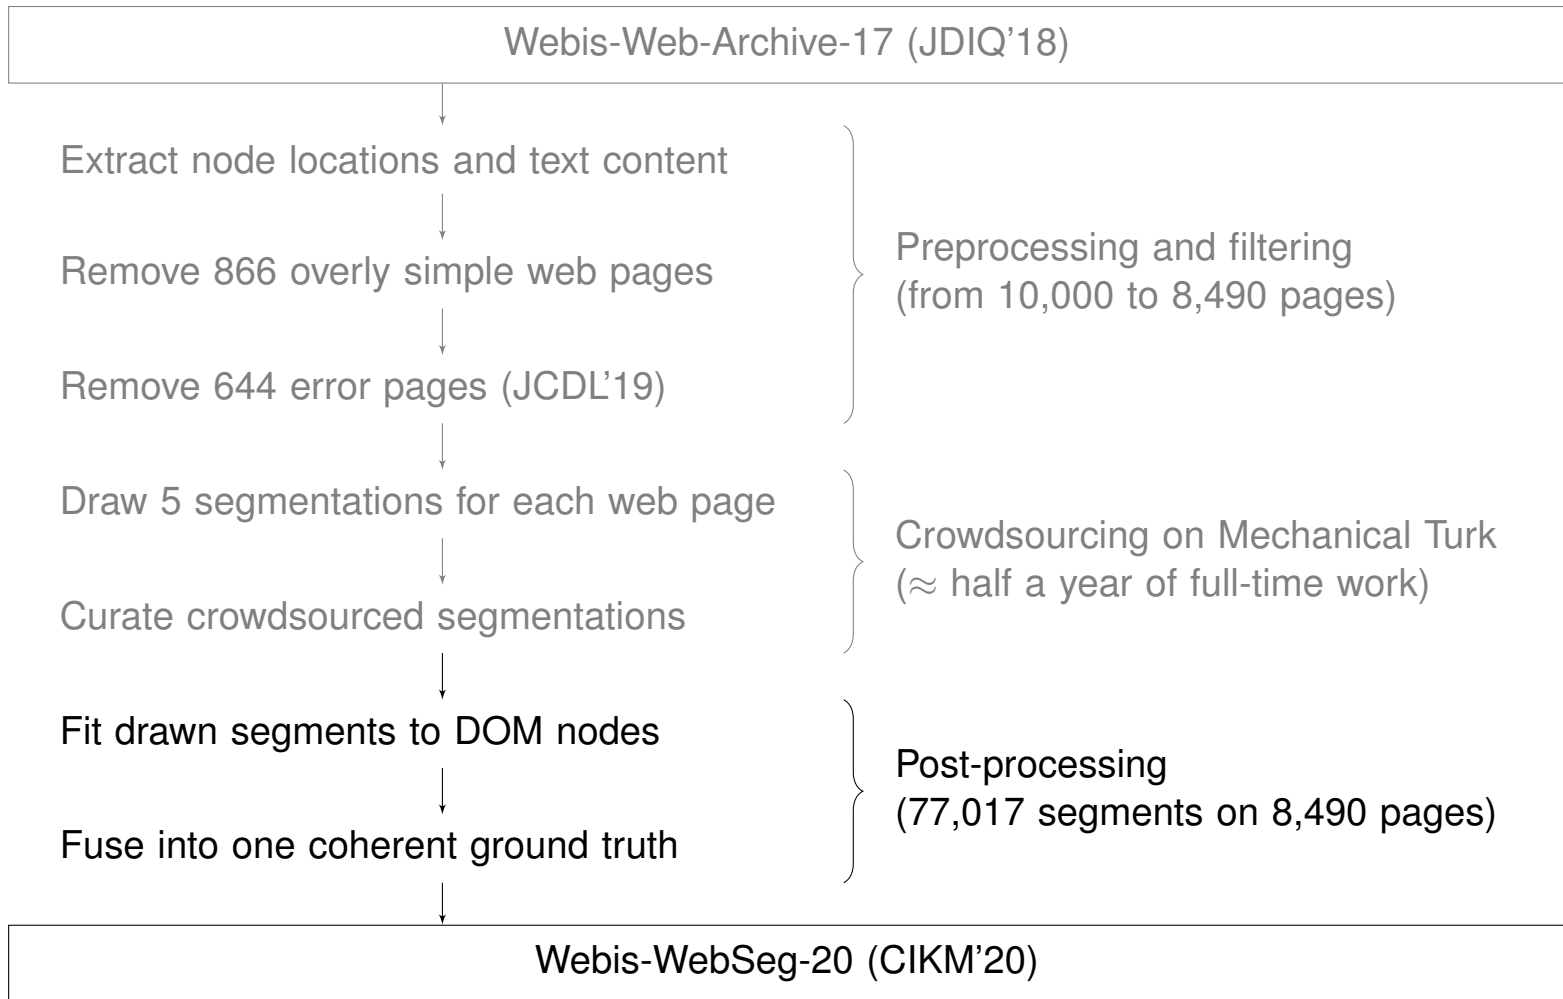 Webis-Web-Archive-17 (JDIQ’18)
Extract node locations and text content
Remove 866 overly simple web pages
Remove 644 error pages (JCDL’19)
Preprocessing and filtering
(from 10,000 to 8,490 pages)
Draw 5 segmentations for each web page
Curate crowdsourced segmentations
Crowdsourcing on Mechanical Turk
(≈ half a year of full-time work)
Fit drawn segments to DOM nodes
Fuse into one coherent ground truth
Post-processing
(77,017 segments on 8,490 pages)
Webis-WebSeg-20 (CIKM’20)